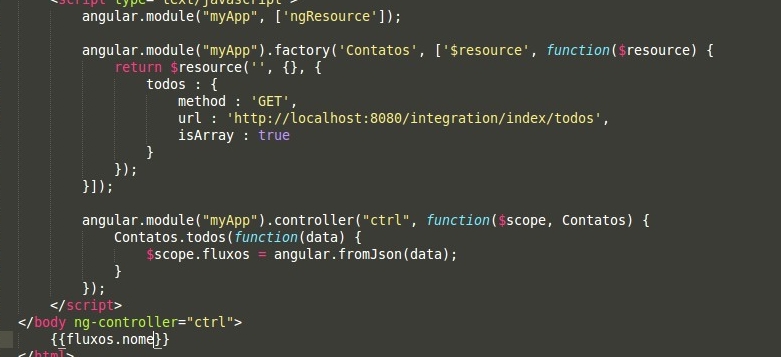 <script type="text/javascript">
angular.module("myApp", ['ngResource']);
angular.module("myApp").factory('Contatos', ['$resource', function($resource) {
return $resource('', {}, {
todos : {
method : 'GET',
url : 'http://localhost:8080/integration/index/todos',
isArray : true
}
});
}]);
angular.module("myApp").controller("ctrl", function($scope, Contatos) {
Contatos.todos(function(data) {
$scope.fluxos = angular.fromJson(data);
}
});
</script>
</body ng-controller="ctrl">
{{fluxos.nome}}
</html>